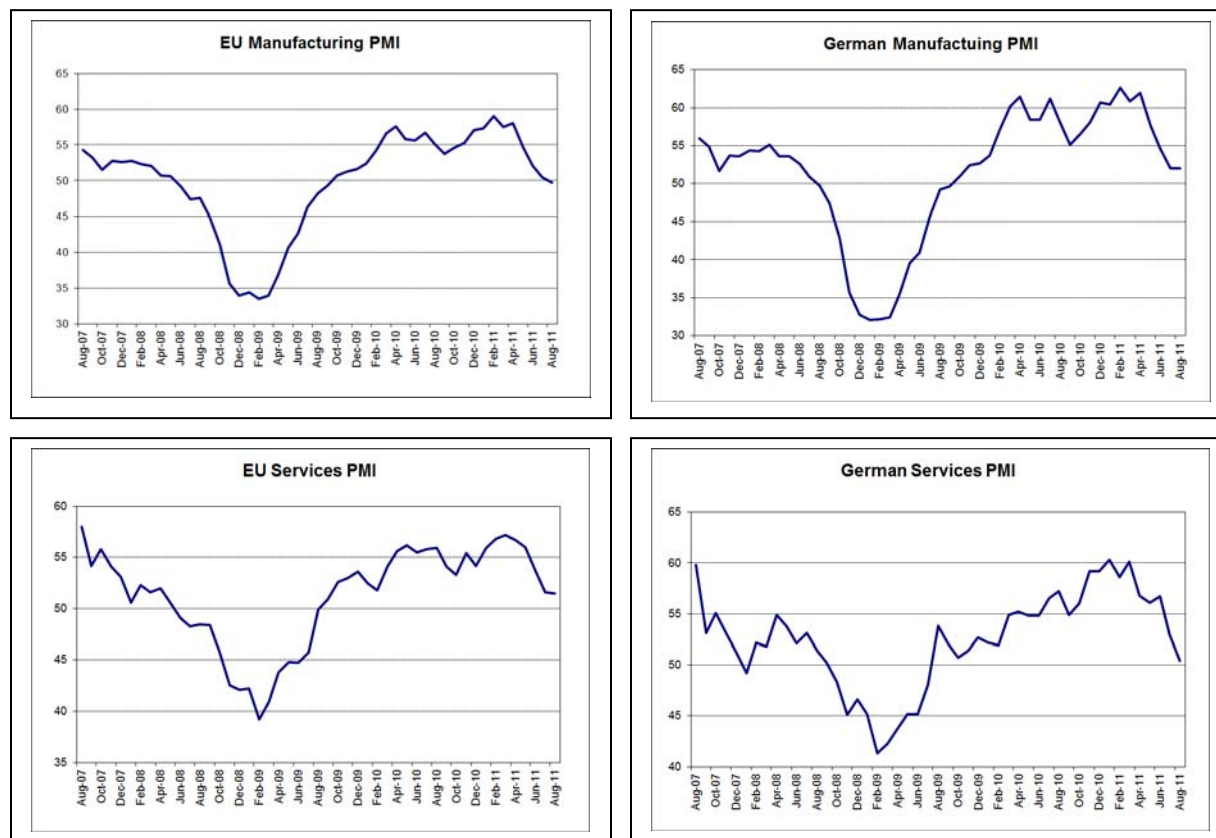 EU Manufacturing PMI
65
60
55
50
45
40
35
30
Aug-07
Oct-07
Dec-07
Feb-08
Apr-08
Jun-08
Aug-08
Oct-08
Dec-08
Feb-09
Apr-09
Jun-09
Aug-09
Oct-09
Dec-09
Feb-10
Apr-10
Jun-10
Aug-10
Oct-10
Dec-10
Feb-11
Apr-11
Jun-11
Aug-11
German Manufactuing PMI
65
60
55
50
45
40
35
30
Aug-07
Oct-07
Dec-07
Feb-08
Apr-08
Jun-08
Aug-08
Oct-08
Dec-08
Feb-09
Apr-09
Jun-09
Aug-09
Oct-09
Dec-09
Feb-10
Apr-10
Jun-10
Aug-10
Oct-10
Dec-10
Feb-11
Apr-11
Jun-11
Aug-11
EU Services PMI
60
55
50
45
40
35
Aug-07
Oct-07
Dec-07
Feb-08
Apr-08
Jun-08
Aug-08
Oct-08
Dec-08
Feb-09
Apr-09
Jun-09
Aug-09
Oct-09
Dec-09
Feb-10
Apr-10
Jun-10
Aug-10
Oct-10
Dec-10
Feb-11
Apr-11
Jun-11
Aug-11
German Services PMI
65
60
55
50
45
40
Aug-07
Oct-07
Dec-07
Feb-08
Apr-08
Jun-08
Aug-08
Oct-08
Dec-08
Feb-09
Apr-09
Jun-09
Aug-09
Oct-09
Dec-09
Feb-10
Apr-10
Jun-10
Aug-10
Oct-10
Dec-10
Feb-11
Apr-11
Jun-11
Aug-11